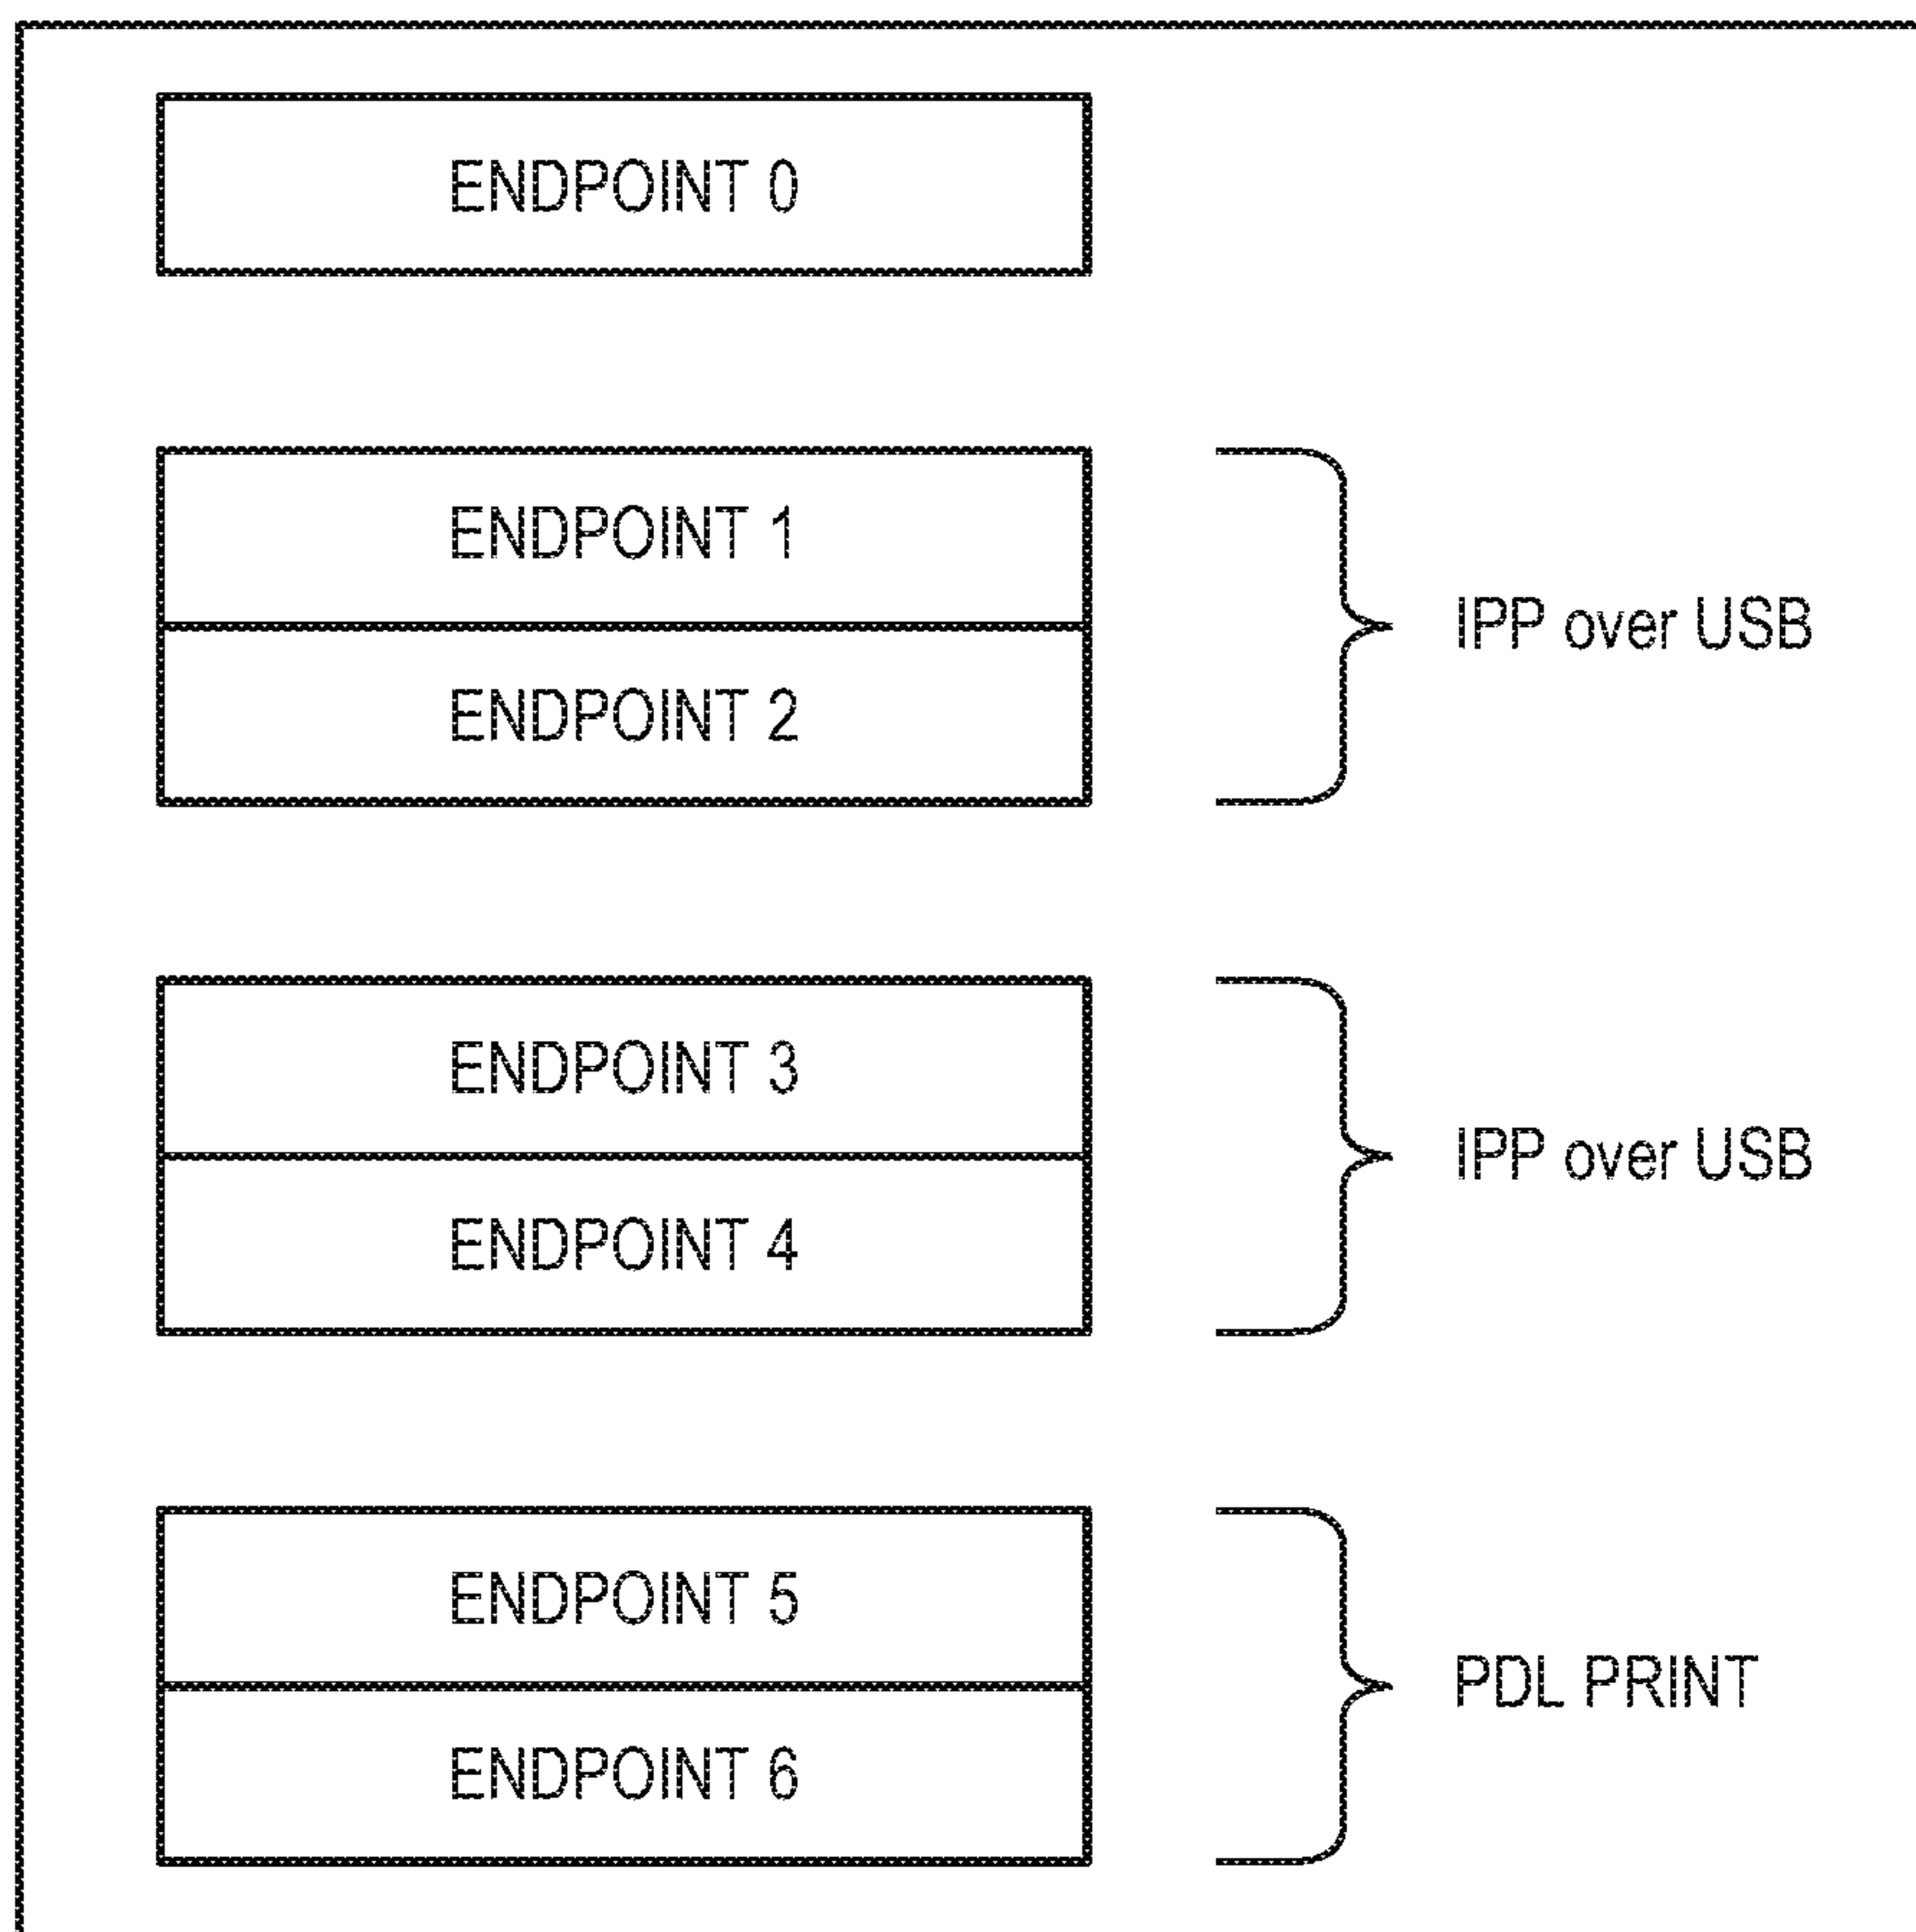 ENDPOINT 0
ENDPOINT 1
ENDPOINT 2
IPP over USB
ENDPOINT 3
ENDPOINT 4
IPP over USB
ENDPOINT 5
ENDPOINT 6
PDL PRINT